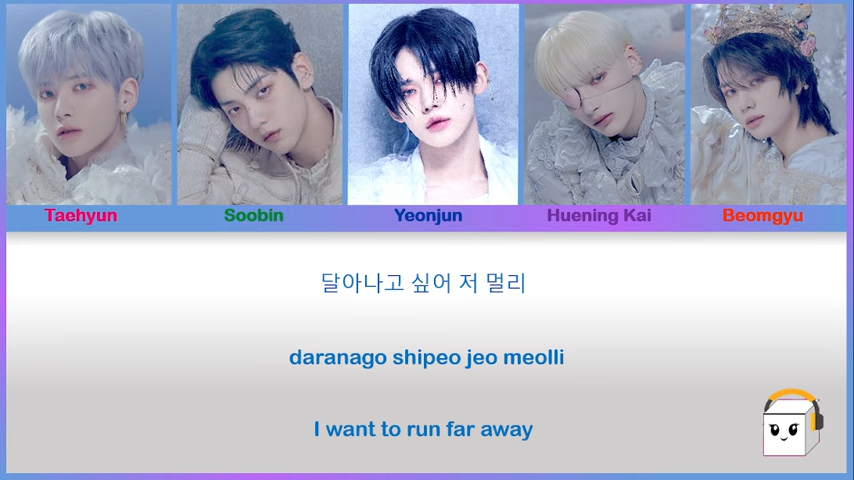 Taehyun Soobin Yeonjun Huening Kai Beomgyu
달아나고 싶어 저 멀리
daranago shipeo jeo meolli
I want to run far away